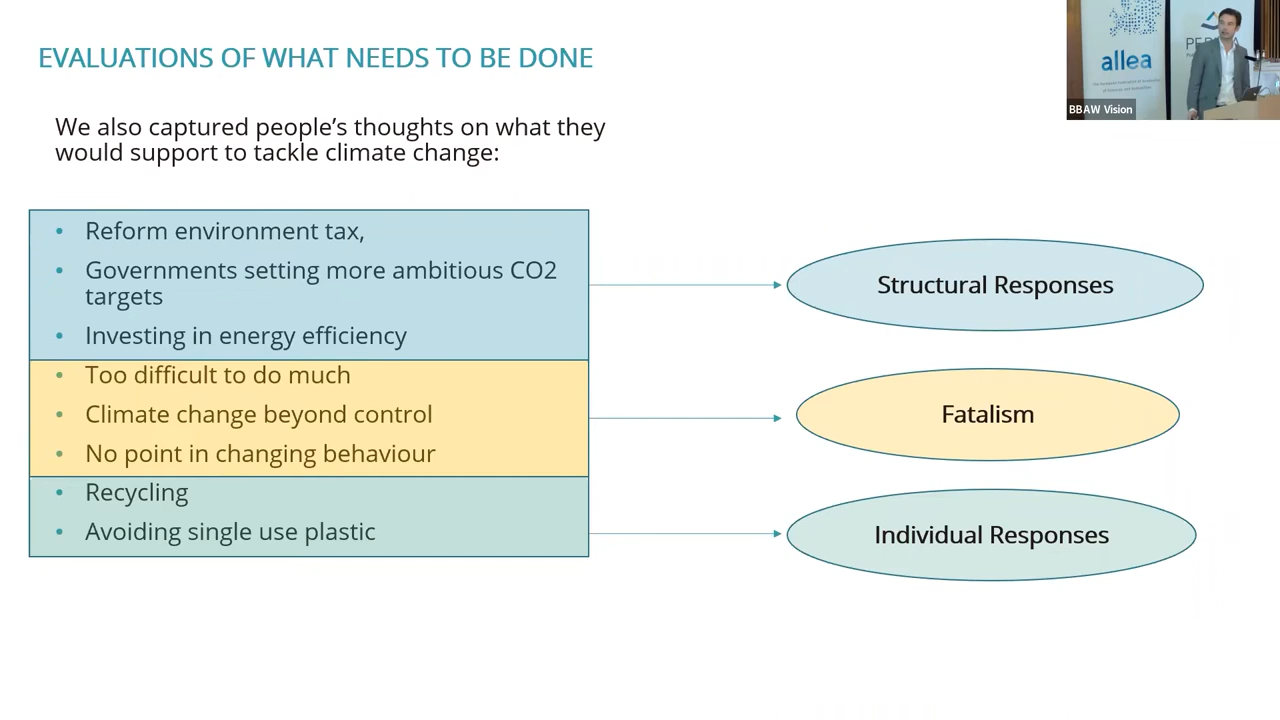 EVALUATIONS OF WHAT NEEDS TO BE DONE
We also captured people's thoughts on what they
would support to tackle climate change:
• Reform environment tax,
• Governments setting more ambitious CO2
targets
• Investing in energy efficiency
• Too difficult to do much
• Climate change beyond control
• No point in changing behaviour
• Recycling
• Avoiding single use plastic
Structural Responses
Fatalism
Individual Responses
allea
BBAW Vision